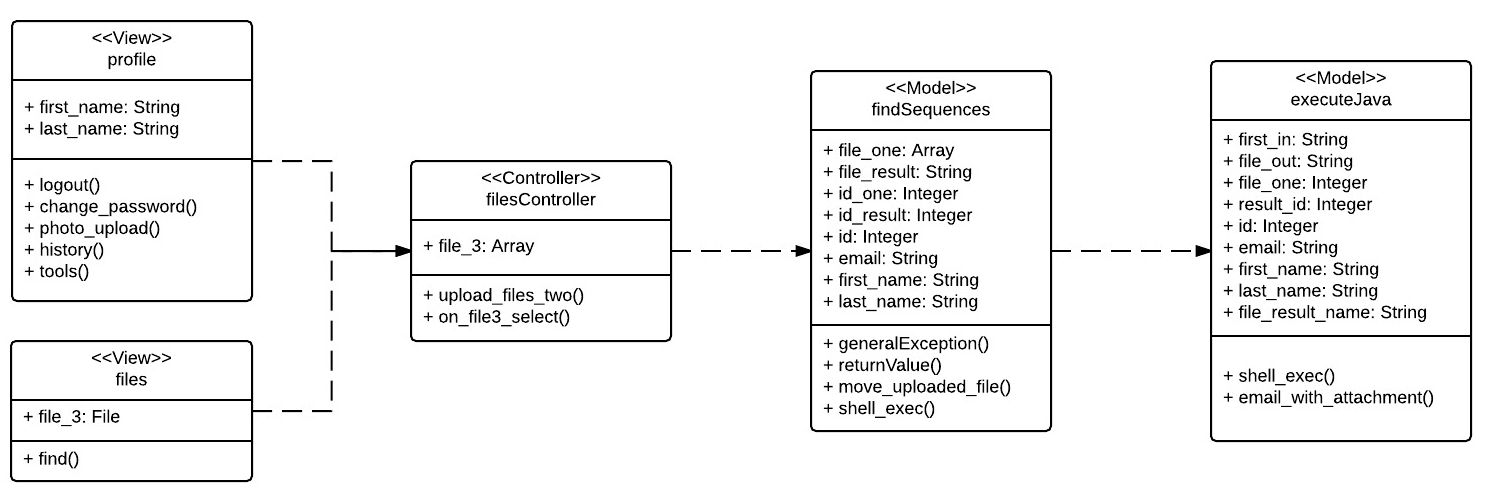 <<View>>
profile
+ first_name: String
+ last_name: String
+ logout()
+ change_password()
+ photo_upload()
+ history()
+ tools()
<<View>>
files
+ file_3: File
+ find()
<<Controller>>
filesController
+ file_3: Array
+ upload_files_two()
+ on_file3_select()
<<Model>>
findSequences
+ file_one: Array
+ file_result: String
+ id_one: Integer
+ id_result: Integer
+ id: Integer
+ email: String
+ first_name: String
+ last_name: String
+ generalException()
+ returnValue()
+ move_uploaded_file()
+ shell_exec()
<<Model>>
executeJava
+ first_in: String
+ file_out: String
+ file_one: Integer
+ result_id: Integer
+ id: Integer
+ email: String
+ first_name: String
+ last_name: String
+ file_result_name: String
+ shell_exec()
+ email_with_attachment()